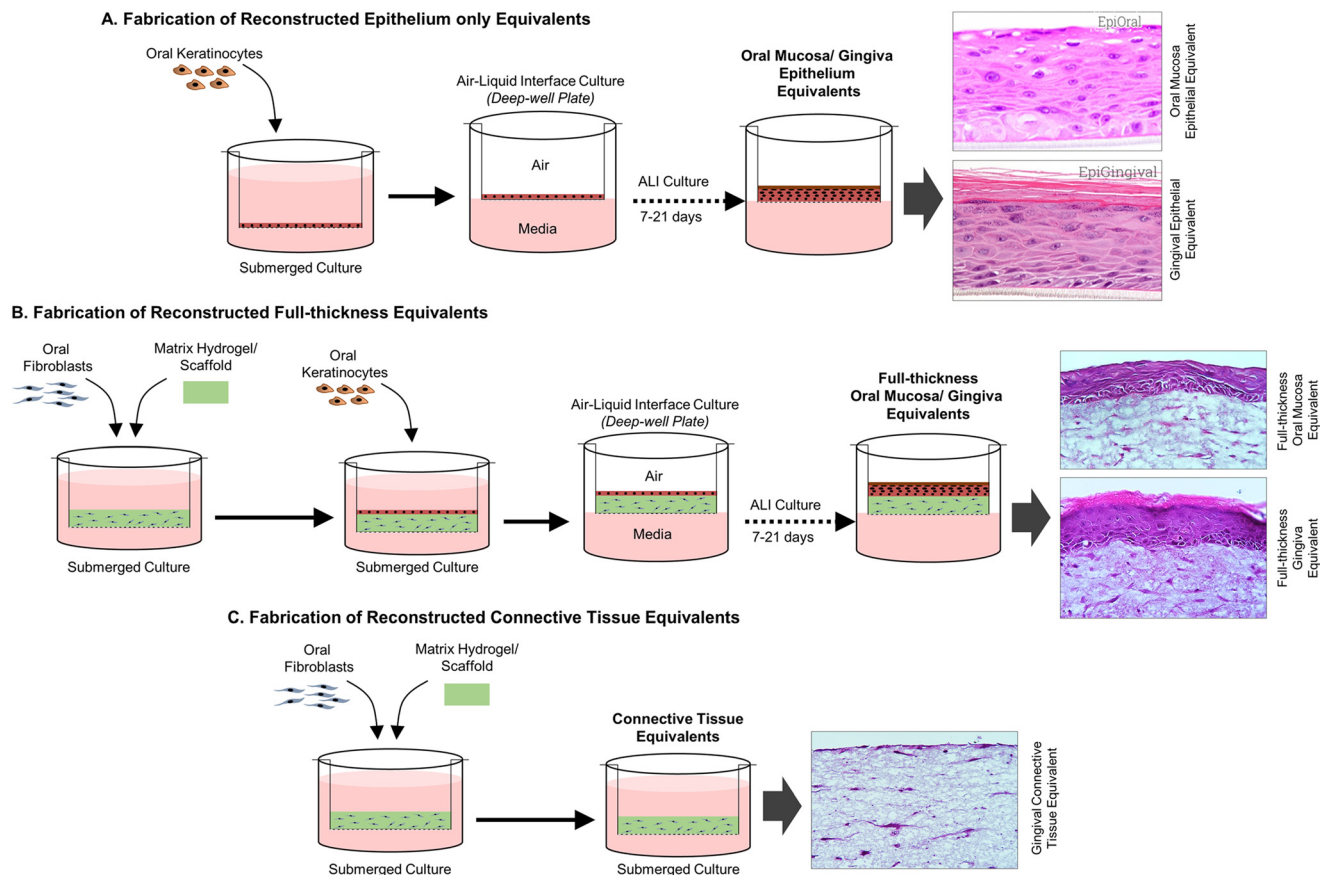 A. Fabrication of Reconstructed Epithelium only Equivalents
Oral Keratinocytes
Submerged Culture
Air-Liquid Interface Culture
(Deep-well Plate)
Air
Media
ALI Culture
7-21 days
Oral Mucosa/ Gingiva
Epithelium
Equivalents
EpiOral
Oral Mucosa
Epithelial Equivalent
EpiGingival
Gingival Epithelial
Equivalent
B. Fabrication of Reconstructed Full-thickness Equivalents
Oral
Fibroblasts
Matrix Hydrogel/
Scaffold
Submerged Culture
Oral
Keratinocytes
Submerged Culture
Air-Liquid Interface Culture
(Deep-well Plate)
Air
Media
ALI Culture
7-21 days
Full-thickness
Oral Mucosa/ Gingiva
Equivalents
Full-thickness
Oral Mucosa
Equivalent
Full-thickness
Gingiva
Equivalent
C. Fabrication of Reconstructed Connective Tissue Equivalents
Oral
Fibroblasts
Matrix Hydrogel/
Scaffold
Submerged Culture
Connective Tissue
Equivalents
Submerged Culture
Gingival Connective
Tissue Equivalent